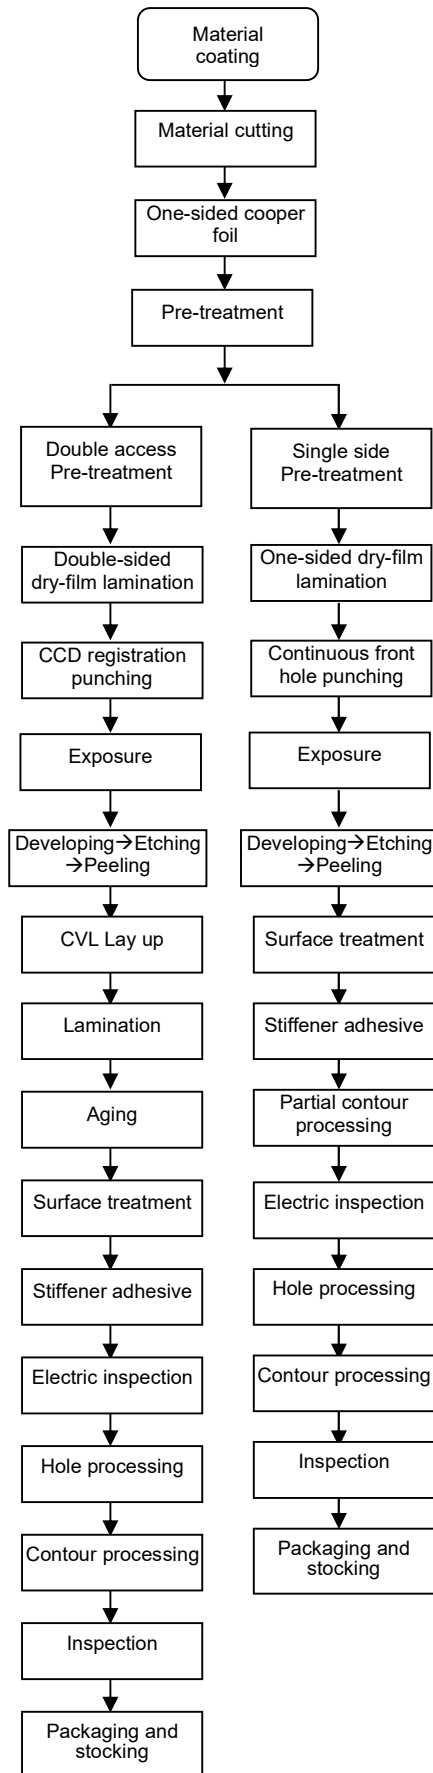 Material
coating
Material cutting
One-sided cooper
foil
Pre-treatment
Double access
Pre-treatment
Double-sided
dry-film lamination
CCD registration
punching
Exposure
Developing→Etching
→Peeling
CVL Lay up
Lamination
Aging
Surface treatment
Stiffener adhesive
Electric inspection
Hole processing
Contour processing
Inspection
Packaging and
stocking
Single side
Pre-treatment
One-sided dry-film
lamination
Continuous front
hole punching
Exposure
Developing→Etching
→Peeling
Surface treatment
Stiffener adhesive
Partial contour
processing
Electric inspection
Hole processing
Contour processing
Inspection
Packaging and
stocking